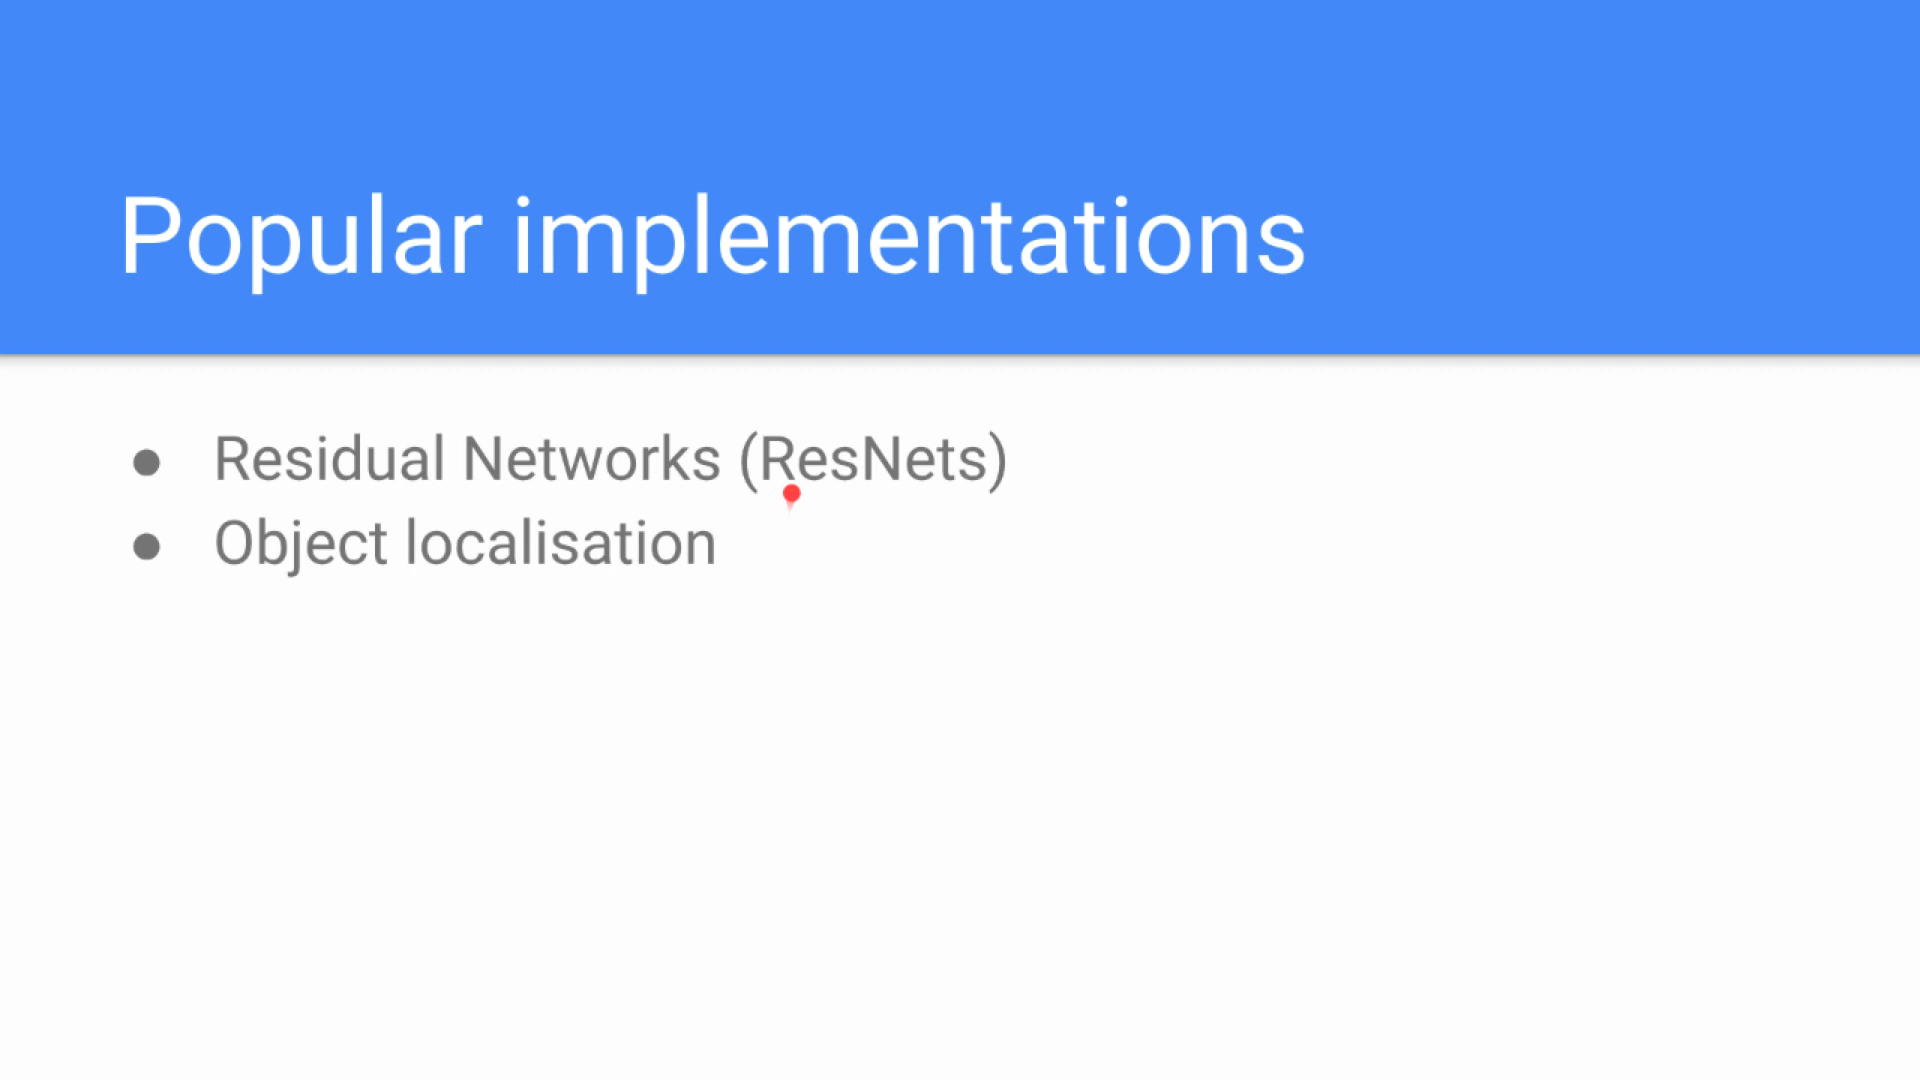 Popular implementations
● Residual Networks (ResNets)
● Object localisation